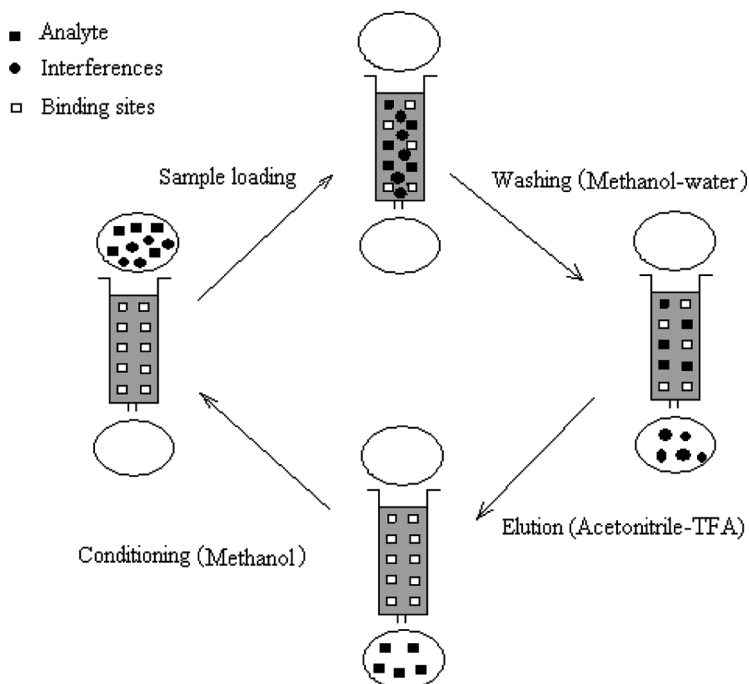 Analyte
Interferences
Binding sites
Sample loading
Washing (Methanol-water)
Conditioning (Methanol)
Elution (Acetonitrile-TFA)